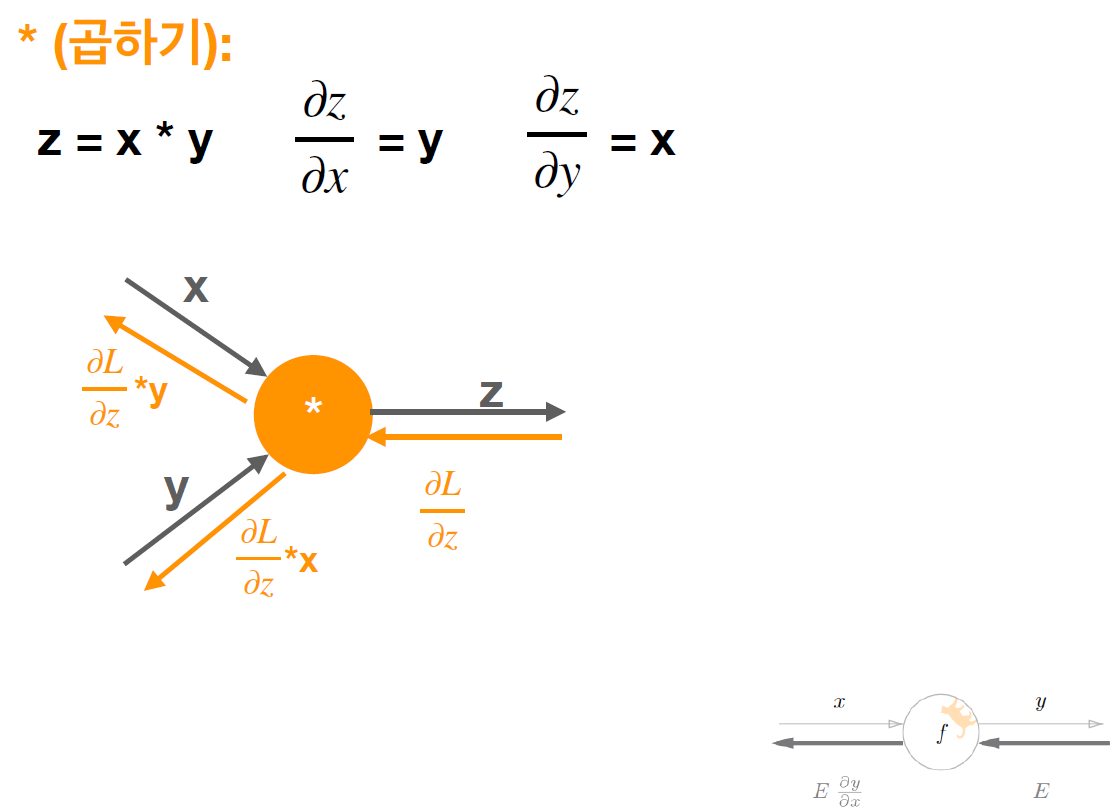 * (곱하기):
z = x * y    ∂z/∂x = y    ∂z/∂y = x
x
∂L/∂z *y
*
z
y
∂L/∂z
∂L/∂z *x
x
y
f
E ∂y/∂x
E